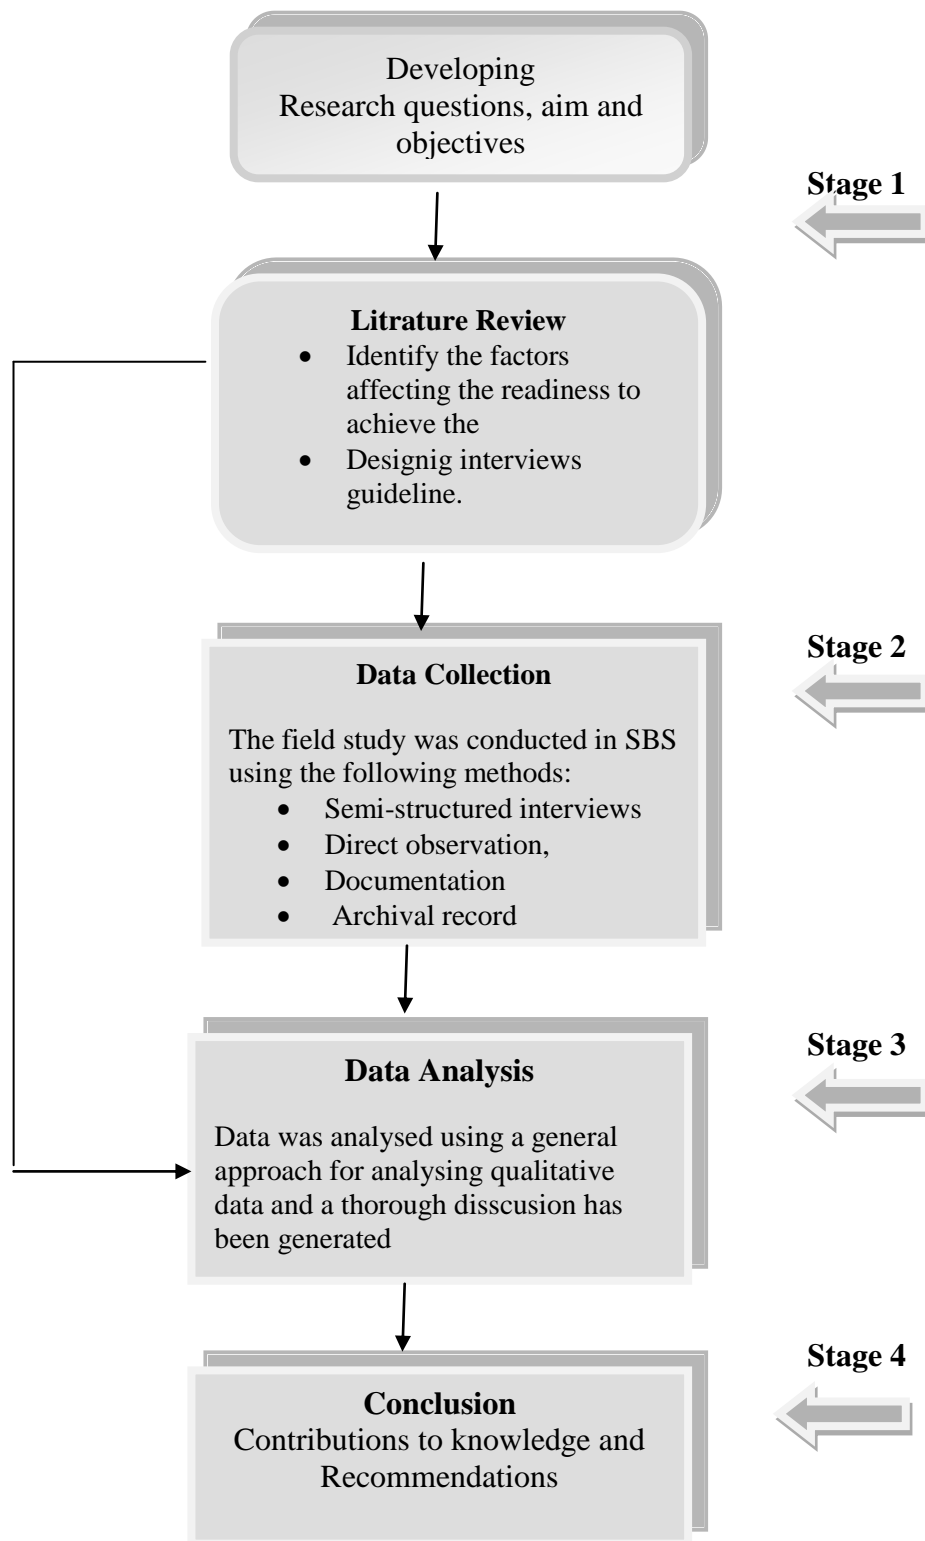 Developing
Research questions, aim and
objectives
Stage 1
Litrature Review
• Identify the factors
affecting the readiness to
achieve the
• Designig interviews
guideline.
Stage 2
Data Collection
The field study was conducted in SBS
using the following methods:
• Semi-structured interviews
• Direct observation,
• Documentation
• Archival record
Stage 3
Data Analysis
Data was analysed using a general
approach for analysing qualitative
data and a thorough disscusion has
been generated
Stage 4
Conclusion
Contributions to knowledge and
Recommendations